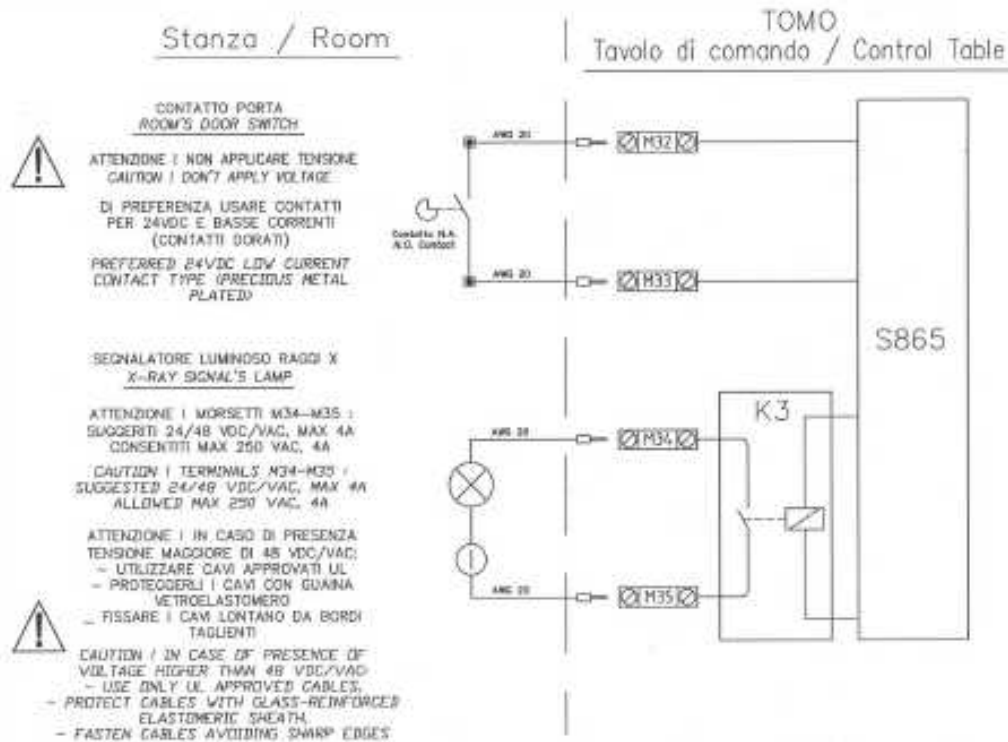 Stanza / Room
TOMO
Tavolo di comando / Control Table
CONTATTO PORTA
ROOM'S DOOR SWITCH
ATTENZIONE ! NON APPLICARE TENSIONE
CAUTION ! DON'T APPLY VOLTAGE
DI PREFERENZA USARE CONTATTI
PER 24VDC E BASSE CORRENTI
(CONTATTI DORATI)
PREFERRED 24VDC LOW CURRENT
CONTACT TYPE (PRECIOUS METAL
PLATED)
Contatto N.A.
N.O. Contact
AWG 20
M32
AWG 20
M33
S865
SEGNALATORE LUMINOSO RAGGI X
X-RAY SIGNAL'S LAMP
ATTENZIONE ! MORSETTI M34-M35 :
SUGGERITI 24/48 VDC/VAC, MAX 4A
CONSENTITI MAX 250 VAC, 4A
CAUTION ! TERMINALS M34-M35 :
SUGGESTED 24/48 VDC/VAC, MAX 4A
ALLOWED MAX 250 VAC, 4A
ATTENZIONE ! IN CASO DI PRESENZA
TENSIONE MAGGIORE DI 48 VDC/VAC:
- UTILIZZARE CAVI APPROVATI UL
- PROTEGGERLI I CAVI CON GUAINA
VETROELASTOMERO
_ FISSARE I CAVI LONTANO DA BORDI
TAGLIENTI
CAUTION ! IN CASE OF PRESENCE OF
VOLTAGE HIGHER THAN 48 VDC/VAC
- USE ONLY UL APPROVED CABLES,
- PROTECT CABLES WITH GLASS-REINFORCED
ELASTOMERIC SHEATH,
- FASTEN CABLES AVOIDING SHARP EDGES
AWG 20
M34
K3
AWG 20
M35